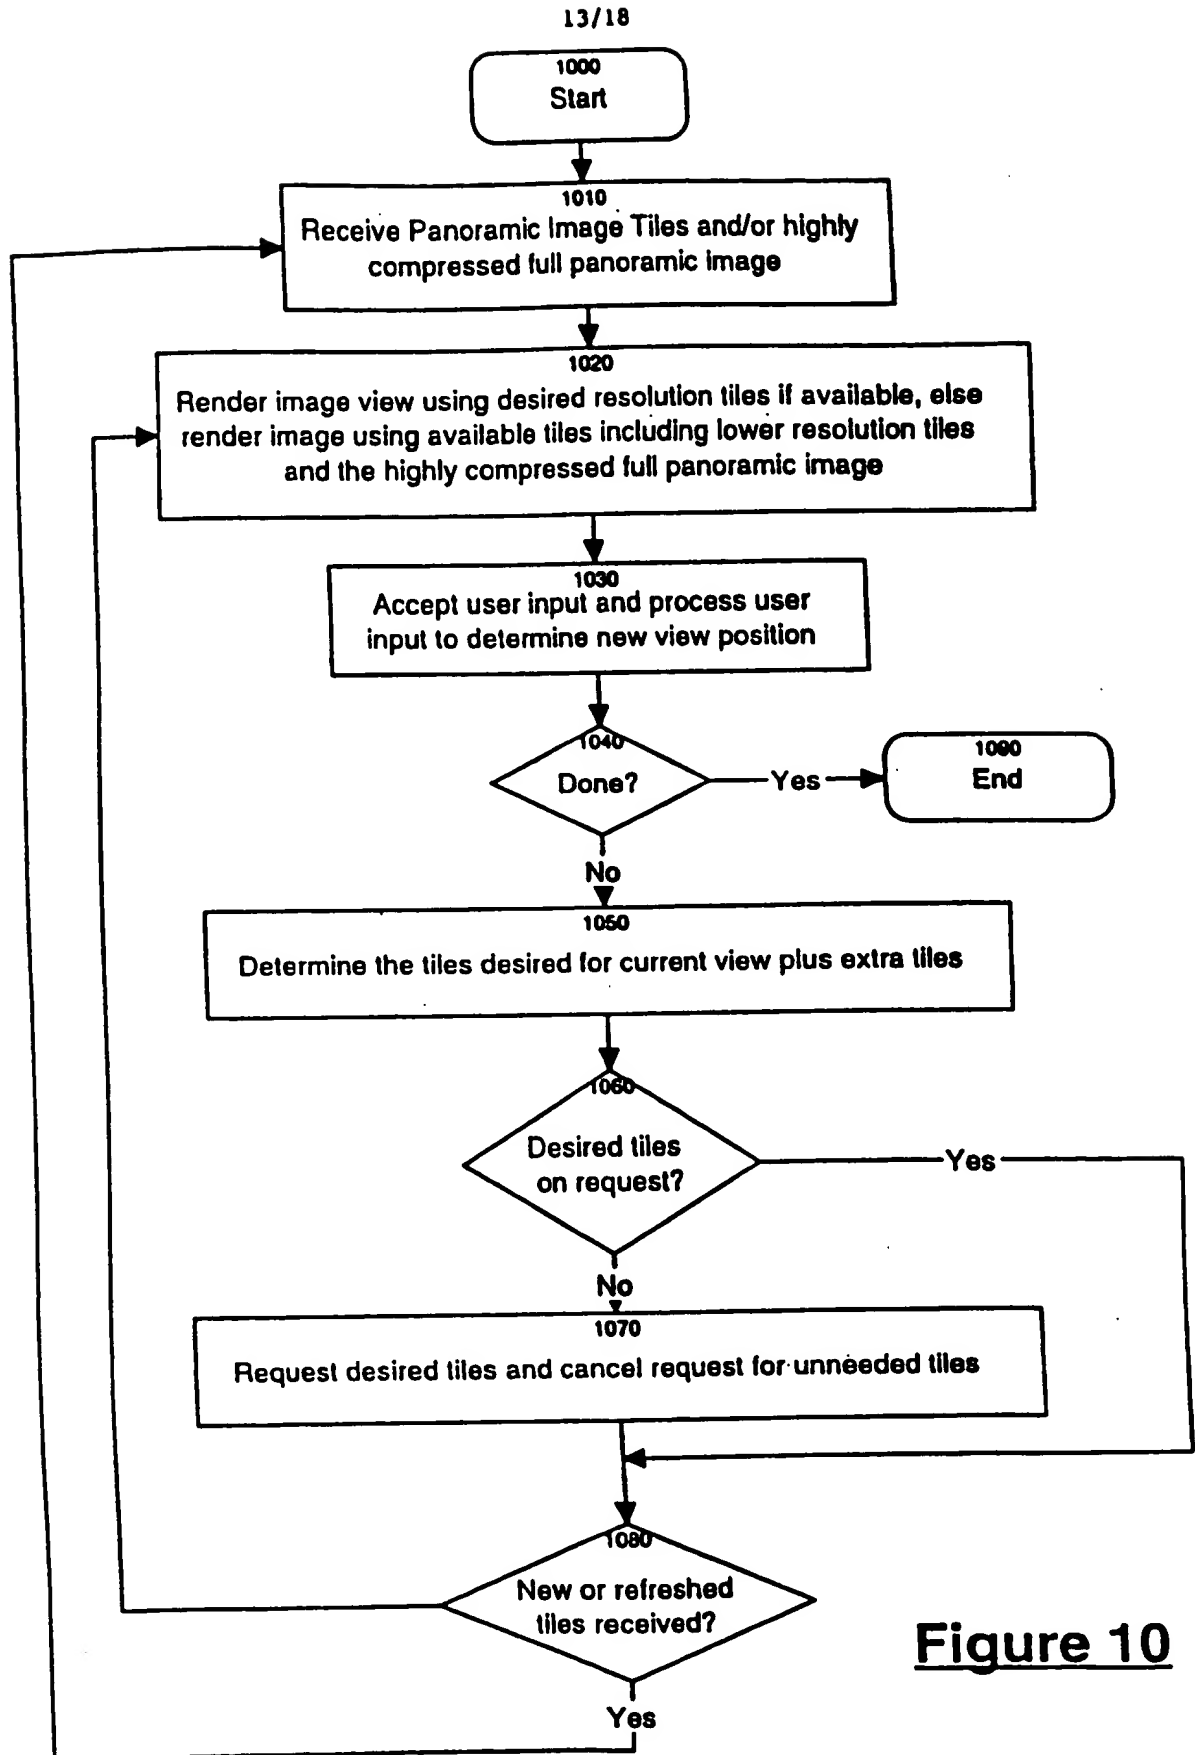 13/18
1000
Start
1010
Receive Panoramic Image Tiles and/or highly
compressed full panoramic image
1020
Render image view using desired resolution tiles if available, else
render image using available tiles including lower resolution tiles
and the highly compressed full panoramic image
1030
Accept user input and process user
input to determine new view position
1040
Done?
Yes
1090
End
No
1050
Determine the tiles desired for current view plus extra tiles
1060
Desired tiles
on request?
Yes
No
1070
Request desired tiles and cancel request for unneeded tiles
1080
New or refreshed
tiles received?
Figure 10
Yes